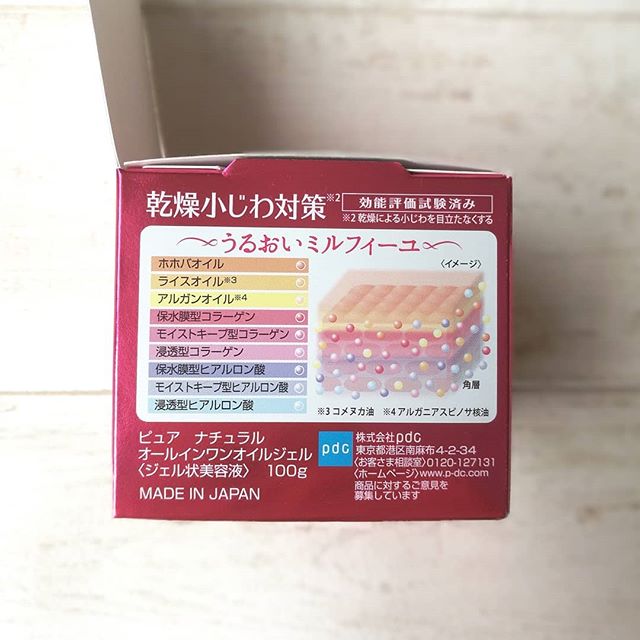 乾燥小じわ対策※2 効能評価試験済み
※2 乾燥による小じわを目立たなくする
うるおいミルフィーユ
〈イメージ〉
ホホバオイル
ライスオイル※3
アルガンオイル※4
保水膜型コラーゲン
モイストキープ型コラーゲン
浸透型コラーゲン
保水膜型ヒアルロン酸
モイストキープ型ヒアルロン酸
浸透型ヒアルロン酸
角層
※3 コメヌカ油 ※4 アルガニアスピノサ核油
ピュア ナチュラル
オールインワンオイルジェル
〈ジェル状美容液〉 100g
MADE IN JAPAN
pdc
株式会社pdc
東京都港区南麻布4-2-34
〈お客さま相談室〉0120-127131
〈ホームページ〉www.p-dc.com
商品に対するご意見を
募集しています